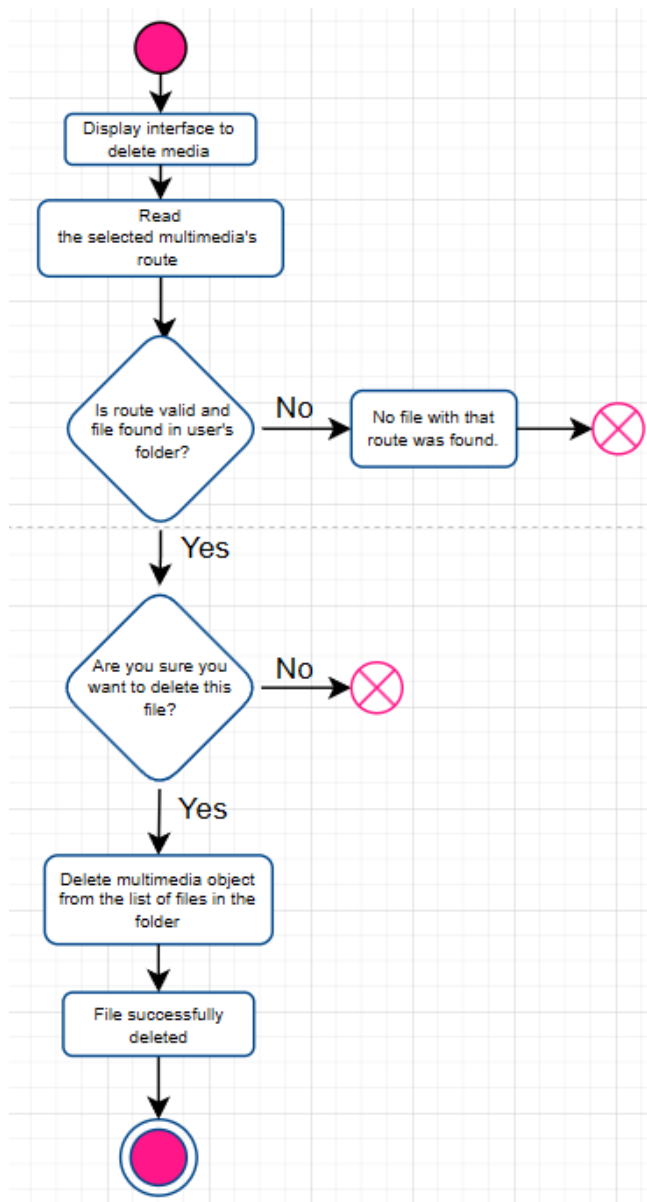 Display interface to
delete media
Read
the selected multimedia's
route
Is route valid and
file found in user's
folder?
No
No file with that
route was found.
Yes
Are you sure you
want to delete this
file?
No
Yes
Delete multimedia object
from the list of files in the
folder
File successfully
deleted